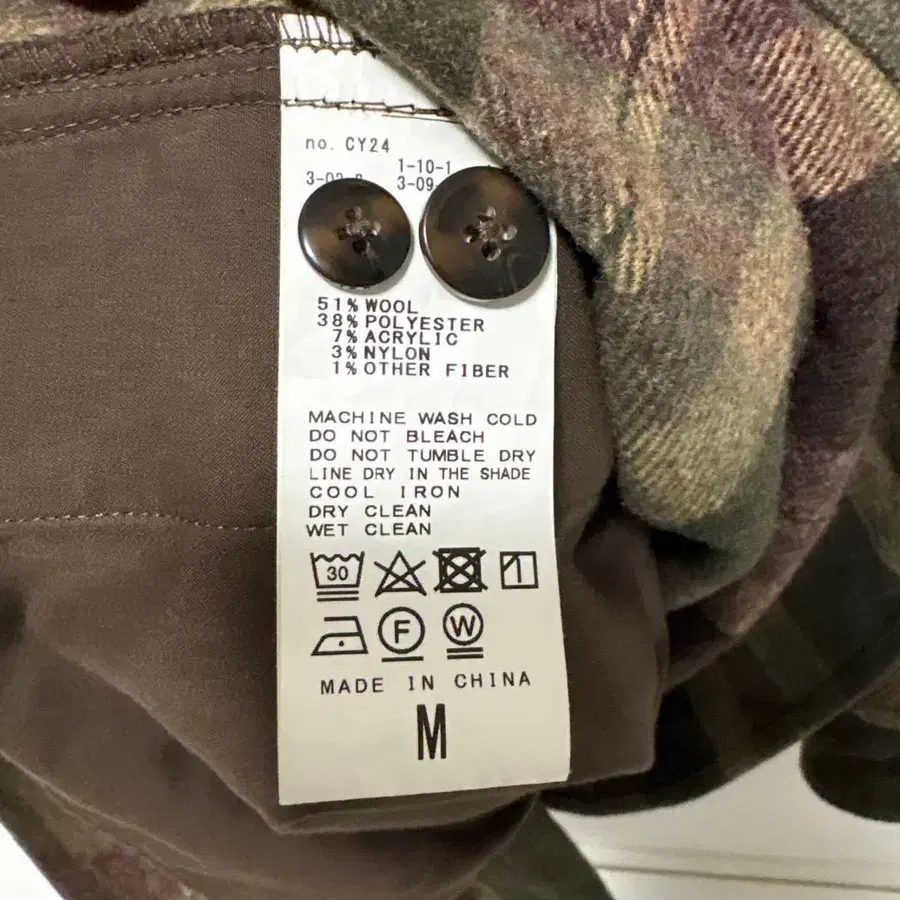 no. CY24
1-10-1
3-09-
51% WOOL
38% POLYESTER
7% ACRYLIC
3% NYLON
1% OTHER FIBER
MACHINE WASH COLD
DO NOT BLEACH
DO NOT TUMBLE DRY
LINE DRY IN THE SHADE
COOL IRON
DRY CLEAN
WET CLEAN
30
F W
MADE IN CHINA
M